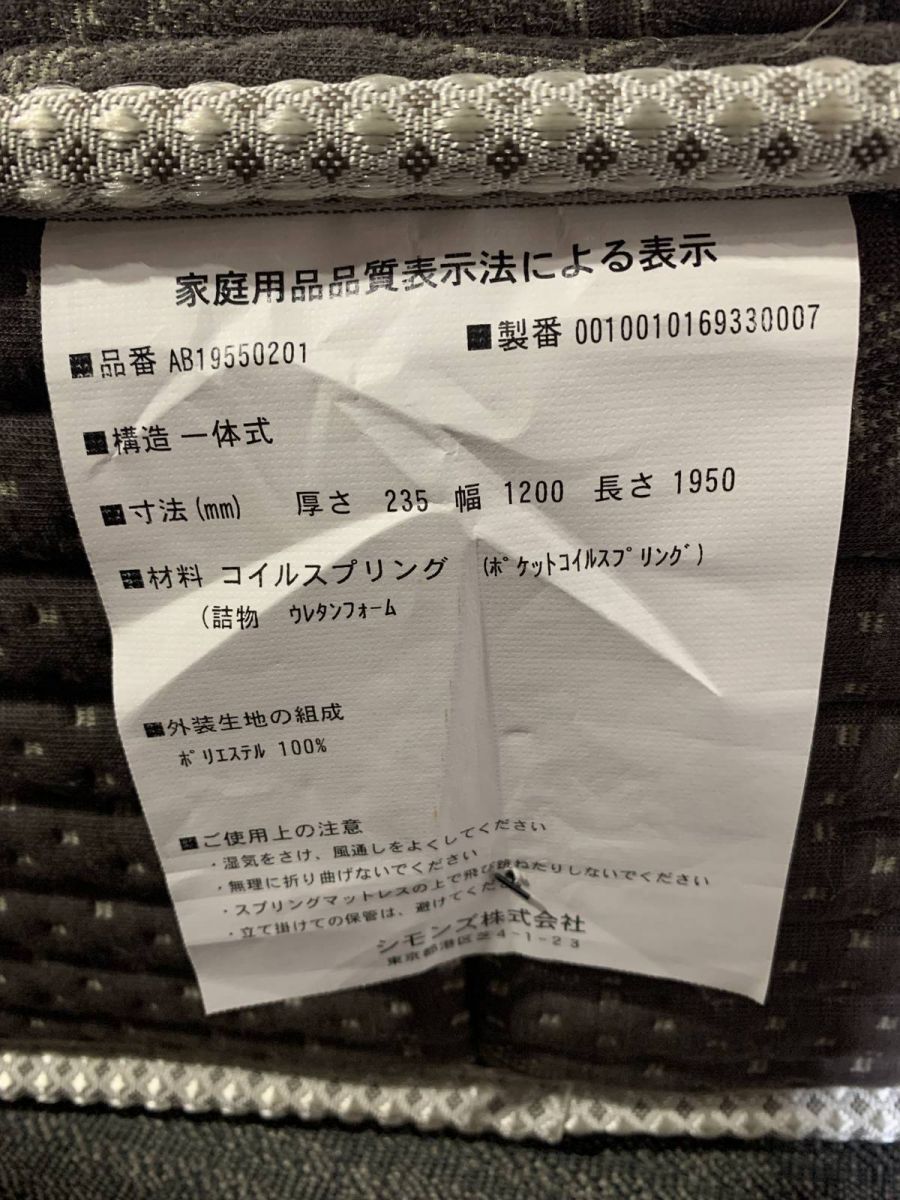 家庭用品品質表示法による表示
■品番 AB19550201 ■製番 0010010169330007
■構造 一体式
■寸法(mm) 厚さ 235 幅 1200 長さ 1950
■材料 コイルスプリング (ﾎﾟｹｯﾄｺｲﾙｽﾌﾟﾘﾝｸﾞ)
(詰物 ｳﾚﾀﾝﾌｫｰﾑ
■外装生地の組成
ﾎﾟﾘｴｽﾃﾙ 100%
■ご使用上の注意
・湿気をさけ、風通しをよくしてください
・無理に折り曲げないでください
・スプリングマットレスの上で飛び跳ねたりしないでください
・立て掛けての保管は、避けてください
シモンズ株式会社
東京都港区芝4-1-23